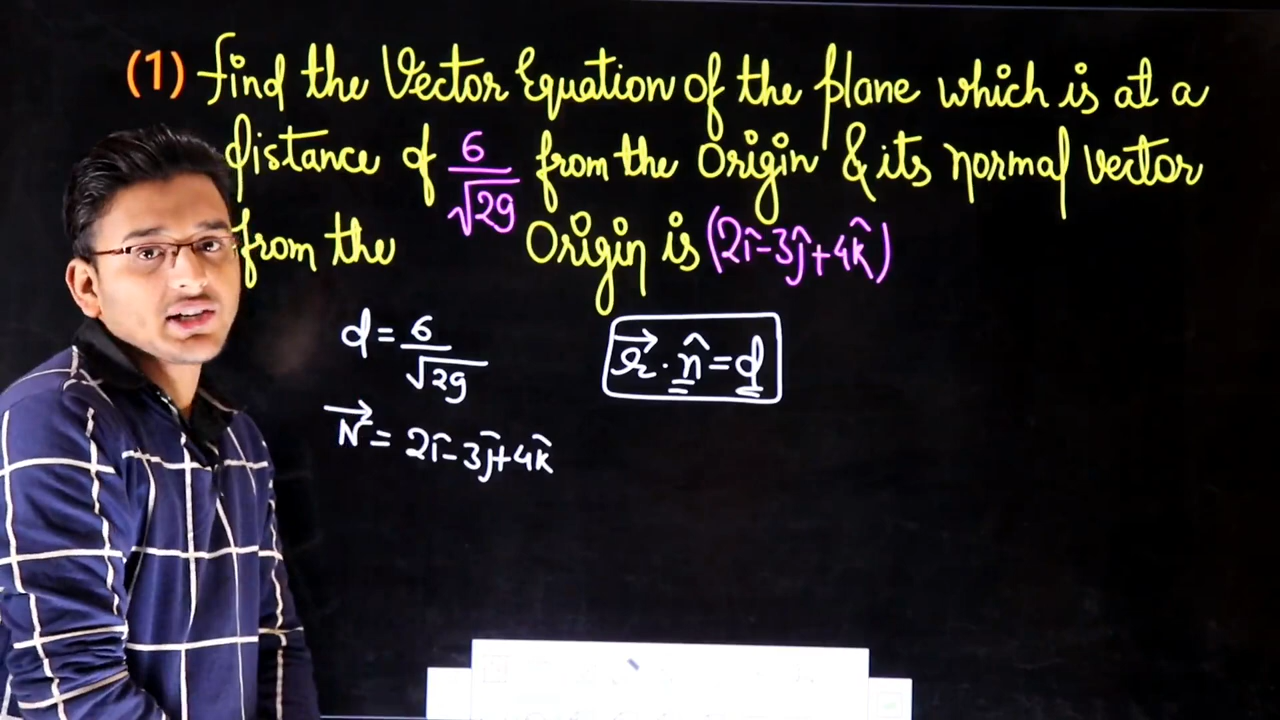 (1) find the Vector Equation of the plane which is at a
distance of 6/√29 from the Origin & its normal vector
from the Origin is (2î-3ĵ+4k̂)
d = 6/√29
r⃗ · n̂ = d
N⃗ = 2î-3ĵ+4k̂